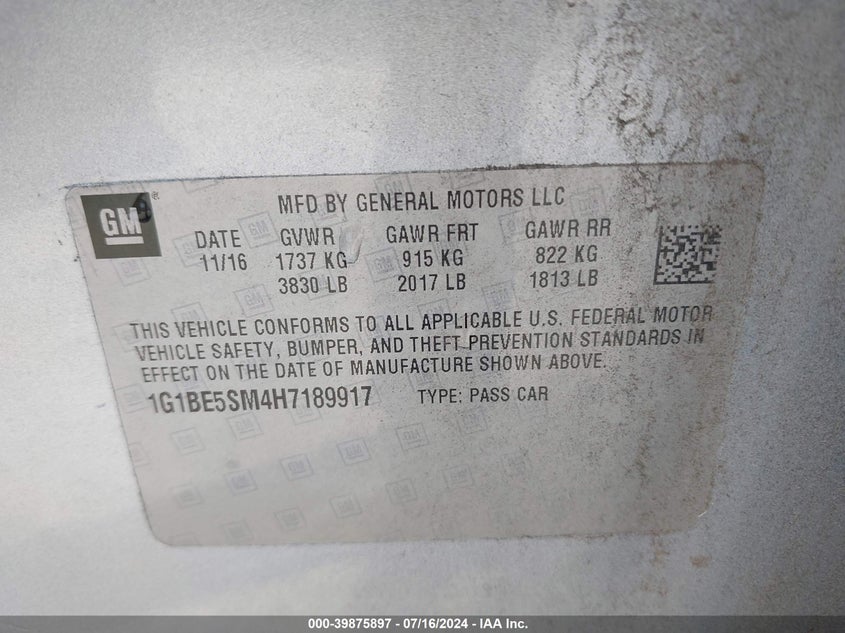 GM
MFD BY GENERAL MOTORS LLC
DATE GVWR GAWR FRT GAWR RR
11/16 1737 KG 915 KG 822 KG
3830 LB 2017 LB 1813 LB
THIS VEHICLE CONFORMS TO ALL APPLICABLE U.S. FEDERAL MOTOR
VEHICLE SAFETY, BUMPER, AND THEFT PREVENTION STANDARDS IN
EFFECT ON THE DATE OF MANUFACTURE SHOWN ABOVE.
1G1BE5SM4H7189917 TYPE: PASS CAR
000-39875897 - 07/16/2024 - IAA Inc.